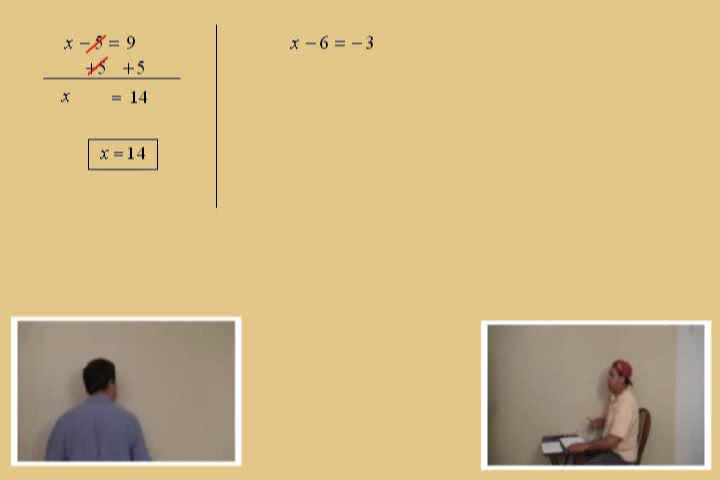 x − 5 = 9
+5 +5
x = 14
x = 14
x − 6 = − 3